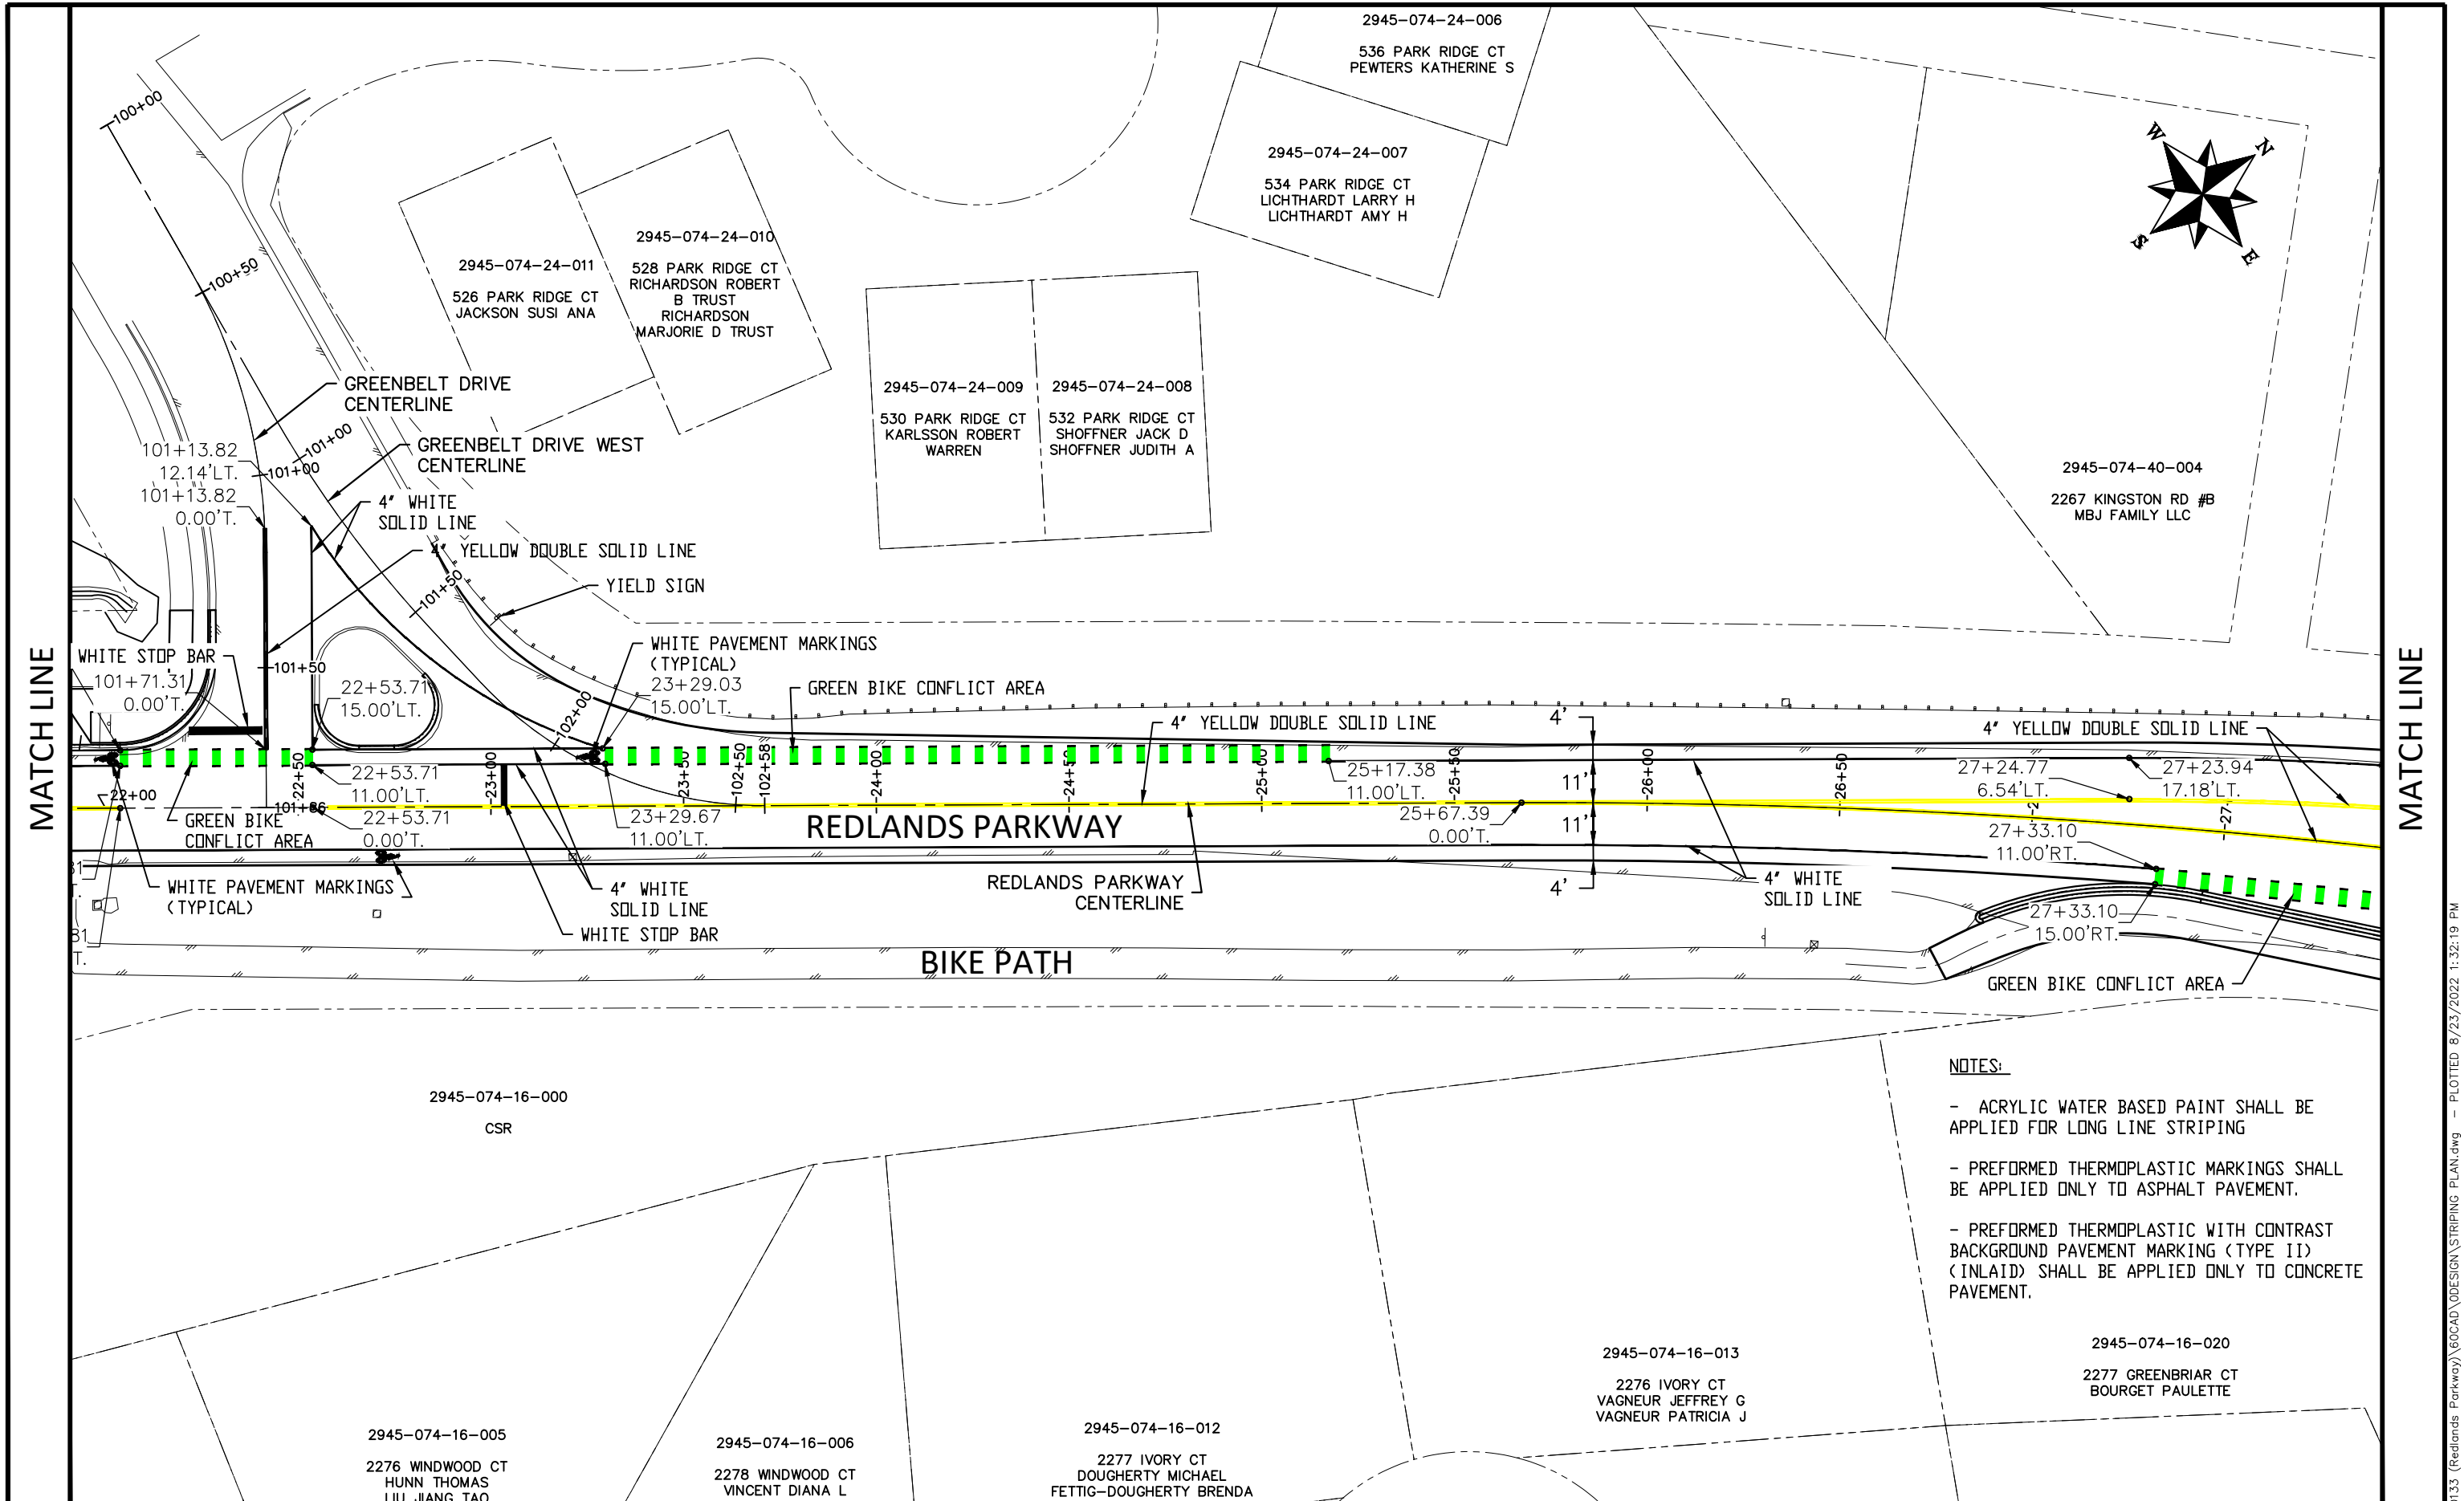 2945-074-24-006
536 PARK RIDGE CT
PEWTERS KATHERINE S
100+00
W
N
S
E
2945-074-24-007
534 PARK RIDGE CT
LICHTHARDT LARRY H
LICHTHARDT AMY H
2945-074-24-010
528 PARK RIDGE CT
RICHARDSON ROBERT
B TRUST
RICHARDSON
MARJORIE D TRUST
2945-074-24-011
526 PARK RIDGE CT
JACKSON SUSI ANA
100+50
GREENBELT DRIVE
CENTERLINE
2945-074-24-009
530 PARK RIDGE CT
KARLSSON ROBERT
WARREN
2945-074-24-008
532 PARK RIDGE CT
SHOFFNER JACK D
SHOFFNER JUDITH A
101+00
GREENBELT DRIVE WEST
CENTERLINE
101+13.82
12.14'LT.
101+00
101+13.82
0.00'T.
2945-074-40-004
2267 KINGSTON RD #B
MBJ FAMILY LLC
4" WHITE
SOLID LINE
4" YELLOW DOUBLE SOLID LINE
101+50
YIELD SIGN
WHITE STOP BAR
101+50
101+71.31
0.00'T.
22+53.71
15.00'LT.
WHITE PAVEMENT MARKINGS
(TYPICAL)
23+29.03
15.00'LT.
GREEN BIKE CONFLICT AREA
102+00
4" YELLOW DOUBLE SOLID LINE
4'
4" YELLOW DOUBLE SOLID LINE
MATCH LINE
MATCH LINE
22+00
22+50
23+00
23+50
102+50
102+58
24+00
24+50
25+00
25+50
26+00
26+50
27
22+53.71
11.00'LT.
101+86
22+53.71
0.00'T.
GREEN BIKE
CONFLICT AREA
23+29.67
11.00'LT.
REDLANDS PARKWAY
25+17.38
11.00'LT.
25+67.39
0.00'T.
11'
11'
4'
27+24.77
6.54'LT.
27+23.94
17.18'LT.
27+33.10
11.00'RT.
31
T.
WHITE PAVEMENT MARKINGS
(TYPICAL)
4" WHITE
SOLID LINE
WHITE STOP BAR
REDLANDS PARKWAY
CENTERLINE
4" WHITE
SOLID LINE
27+33.10
15.00'RT.
31
T.
BIKE PATH
GREEN BIKE CONFLICT AREA
2945-074-16-000
CSR
NOTES:
- ACRYLIC WATER BASED PAINT SHALL BE
APPLIED FOR LONG LINE STRIPING
- PREFORMED THERMOPLASTIC MARKINGS SHALL
BE APPLIED ONLY TO ASPHALT PAVEMENT.
- PREFORMED THERMOPLASTIC WITH CONTRAST
BACKGROUND PAVEMENT MARKING (TYPE II)
(INLAID) SHALL BE APPLIED ONLY TO CONCRETE
PAVEMENT.
2945-074-16-005
2276 WINDWOOD CT
HUNN THOMAS
LIU JIANG TAO
2945-074-16-006
2278 WINDWOOD CT
VINCENT DIANA L
2945-074-16-012
2277 IVORY CT
DOUGHERTY MICHAEL
FETTIG-DOUGHERTY BRENDA
2945-074-16-013
2276 IVORY CT
VAGNEUR JEFFREY G
VAGNEUR PATRICIA J
2945-074-16-020
2277 GREENBRIAR CT
BOURGET PAULETTE
133 (Redlands Parkway)\60CAD\0DESIGN\STRIPING PLAN.dwg - PLOTTED 8/23/2022 1:32:19 PM